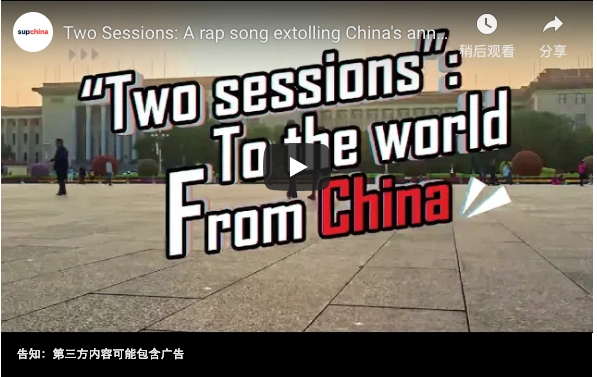 supchina
Two Sessions: A rap song extolling China's ann...
稍后观看
分享
“Two sessions”:
To the world
From China
告知：第三方内容可能包含广告